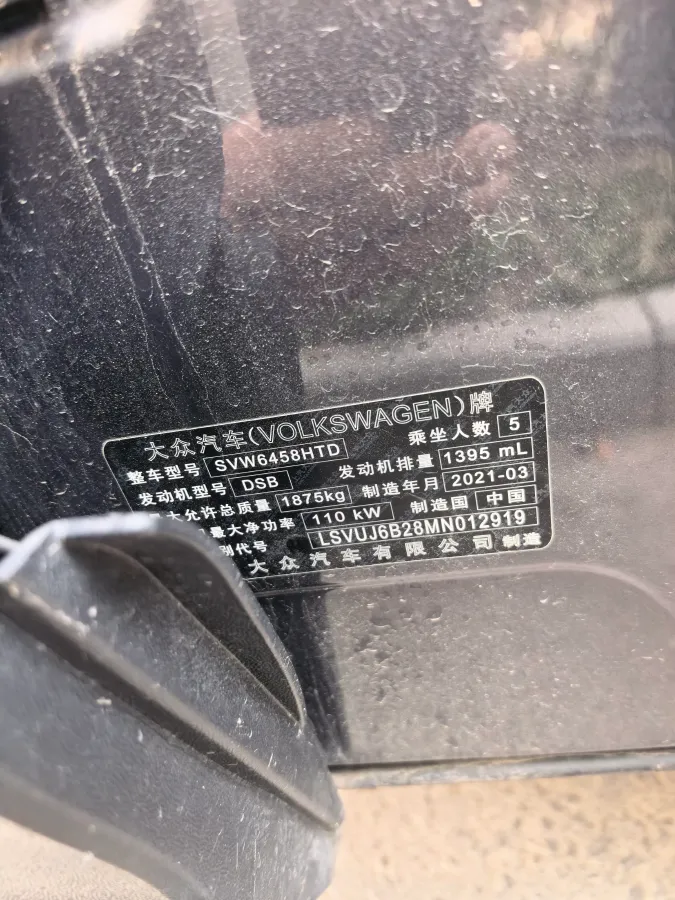 大众汽车(VOLKSWAGEN)牌
整车型号 SVW6458HTD 乘坐人数 5
发动机型号 DSB 发动机排量 1395 mL
大允许总质量 1875kg 制造年月 2021-03
最大净功率 110 kW 制造国 中国
别代号 LSVUJ6B28MN012919
大众汽车有限公司 制造